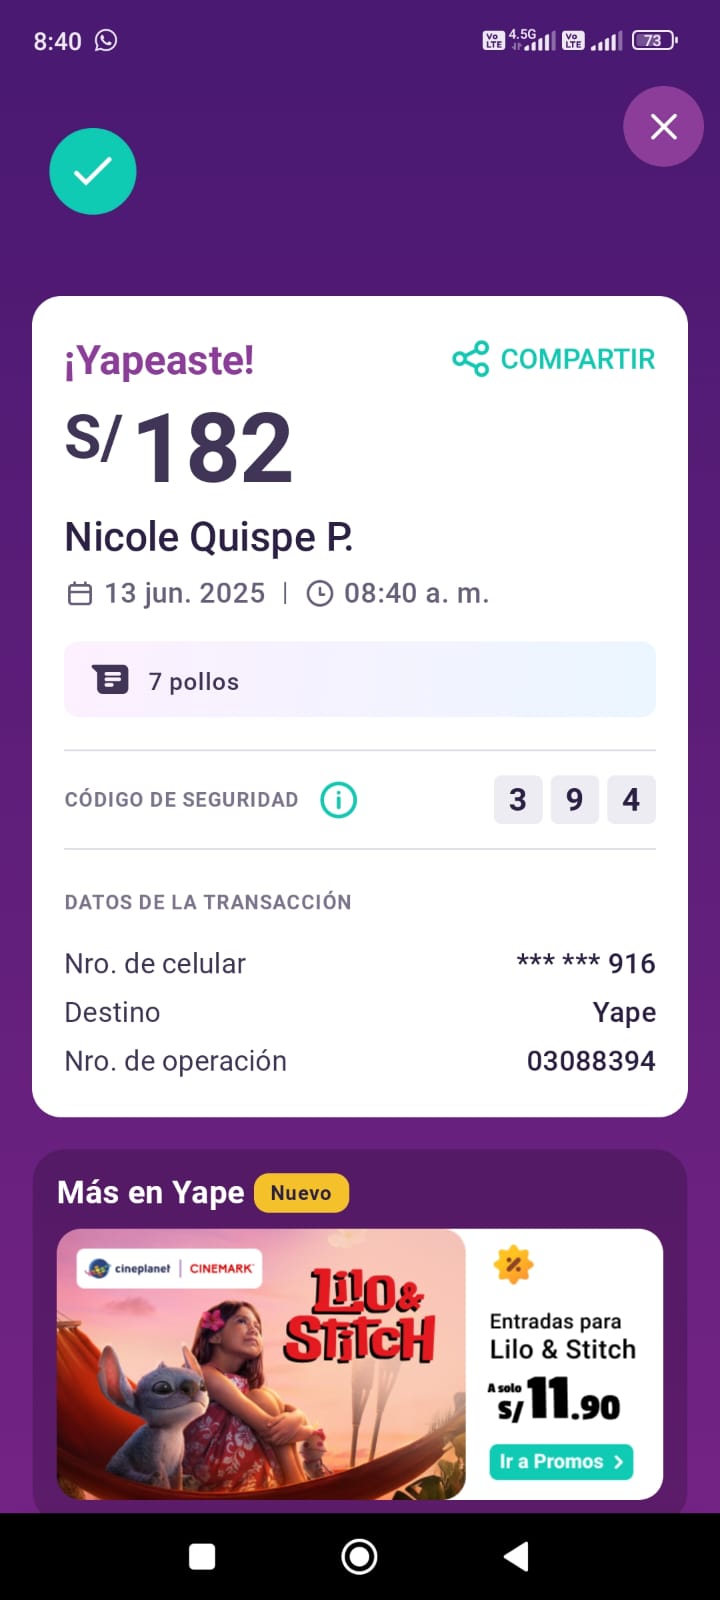 8:40
Vo LTE 4.5G Vo LTE 73
¡Yapeaste!
COMPARTIR
S/ 182
Nicole Quispe P.
13 jun. 2025 | 08:40 a. m.
7 pollos
CÓDIGO DE SEGURIDAD
3 9 4
DATOS DE LA TRANSACCIÓN
Nro. de celular *** *** 916
Destino Yape
Nro. de operación 03088394
Más en Yape Nuevo
cineplanet | CINEMARK
Lilo & Stitch
Entradas para
Lilo & Stitch
A solo
S/ 11.90
Ir a Promos